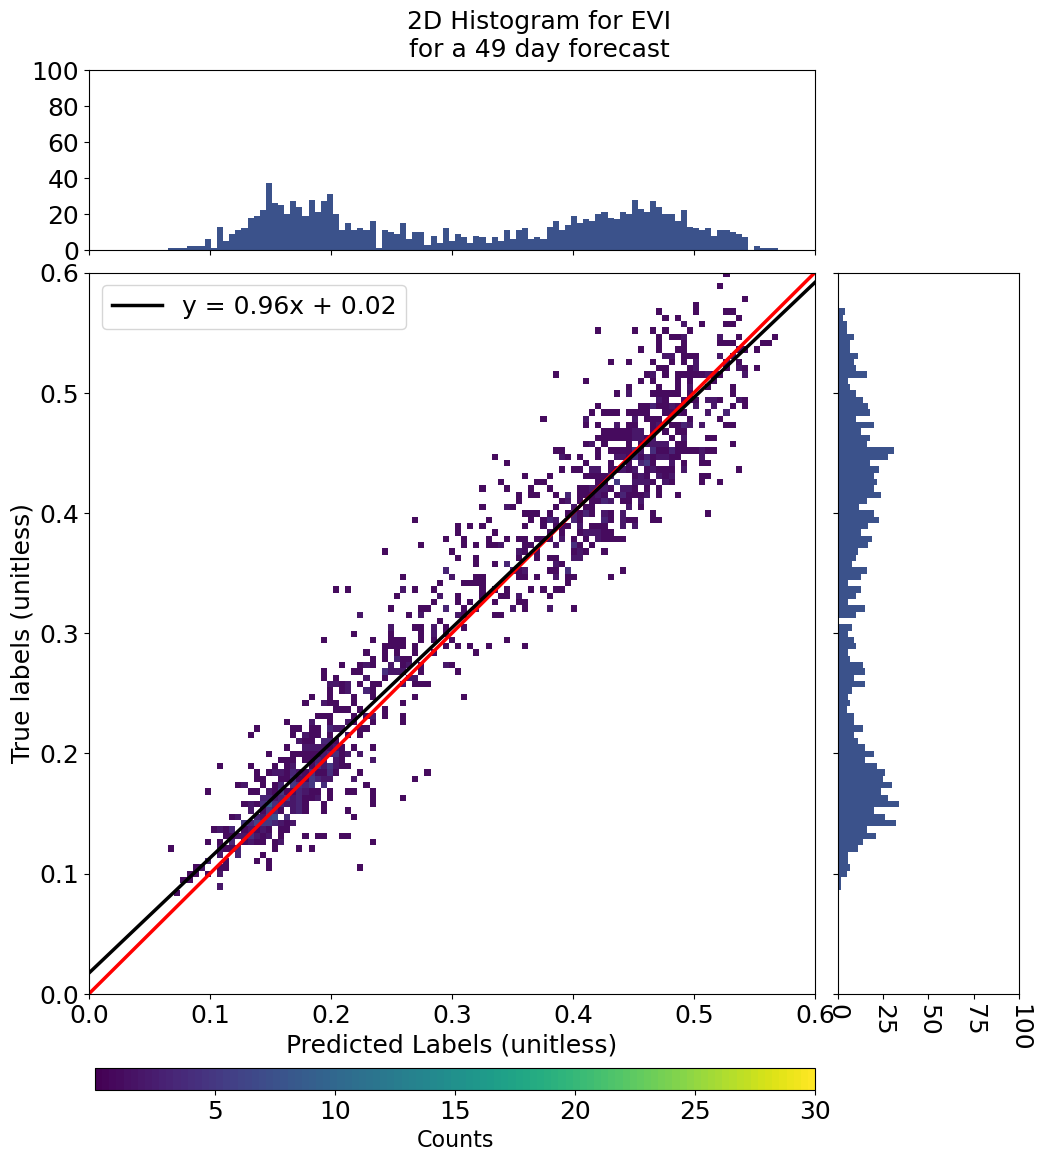 2D Histogram for EVI
for a 49 day forecast
100
80
60
40
20
0
0.6
0.5
0.4
0.3
0.2
0.1
0.0
True labels (unitless)
y = 0.96x + 0.02
0.0 0.1 0.2 0.3 0.4 0.5 0.6
Predicted Labels (unitless)
0 25 50 75 100
5 10 15 20 25 30
Counts